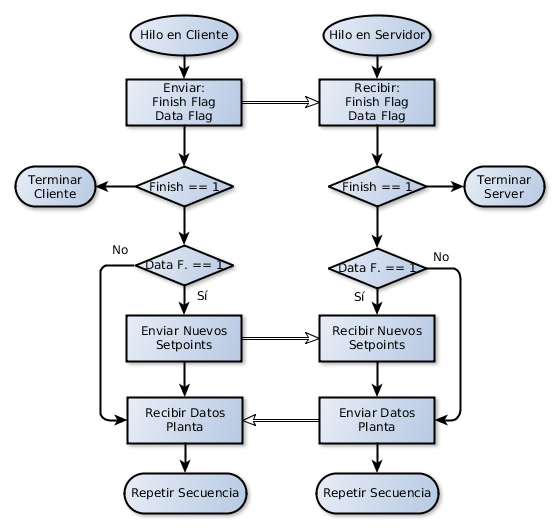 Hilo en Cliente
Hilo en Servidor
Enviar:
Finish Flag
Data Flag
Recibir:
Finish Flag
Data Flag
Terminar
Cliente
Finish == 1
Finish == 1
Terminar
Server
No
Data F. == 1
Data F. == 1
No
Sí
Sí
Enviar Nuevos
Setpoints
Recibir Nuevos
Setpoints
Recibir Datos
Planta
Enviar Datos
Planta
Repetir Secuencia
Repetir Secuencia